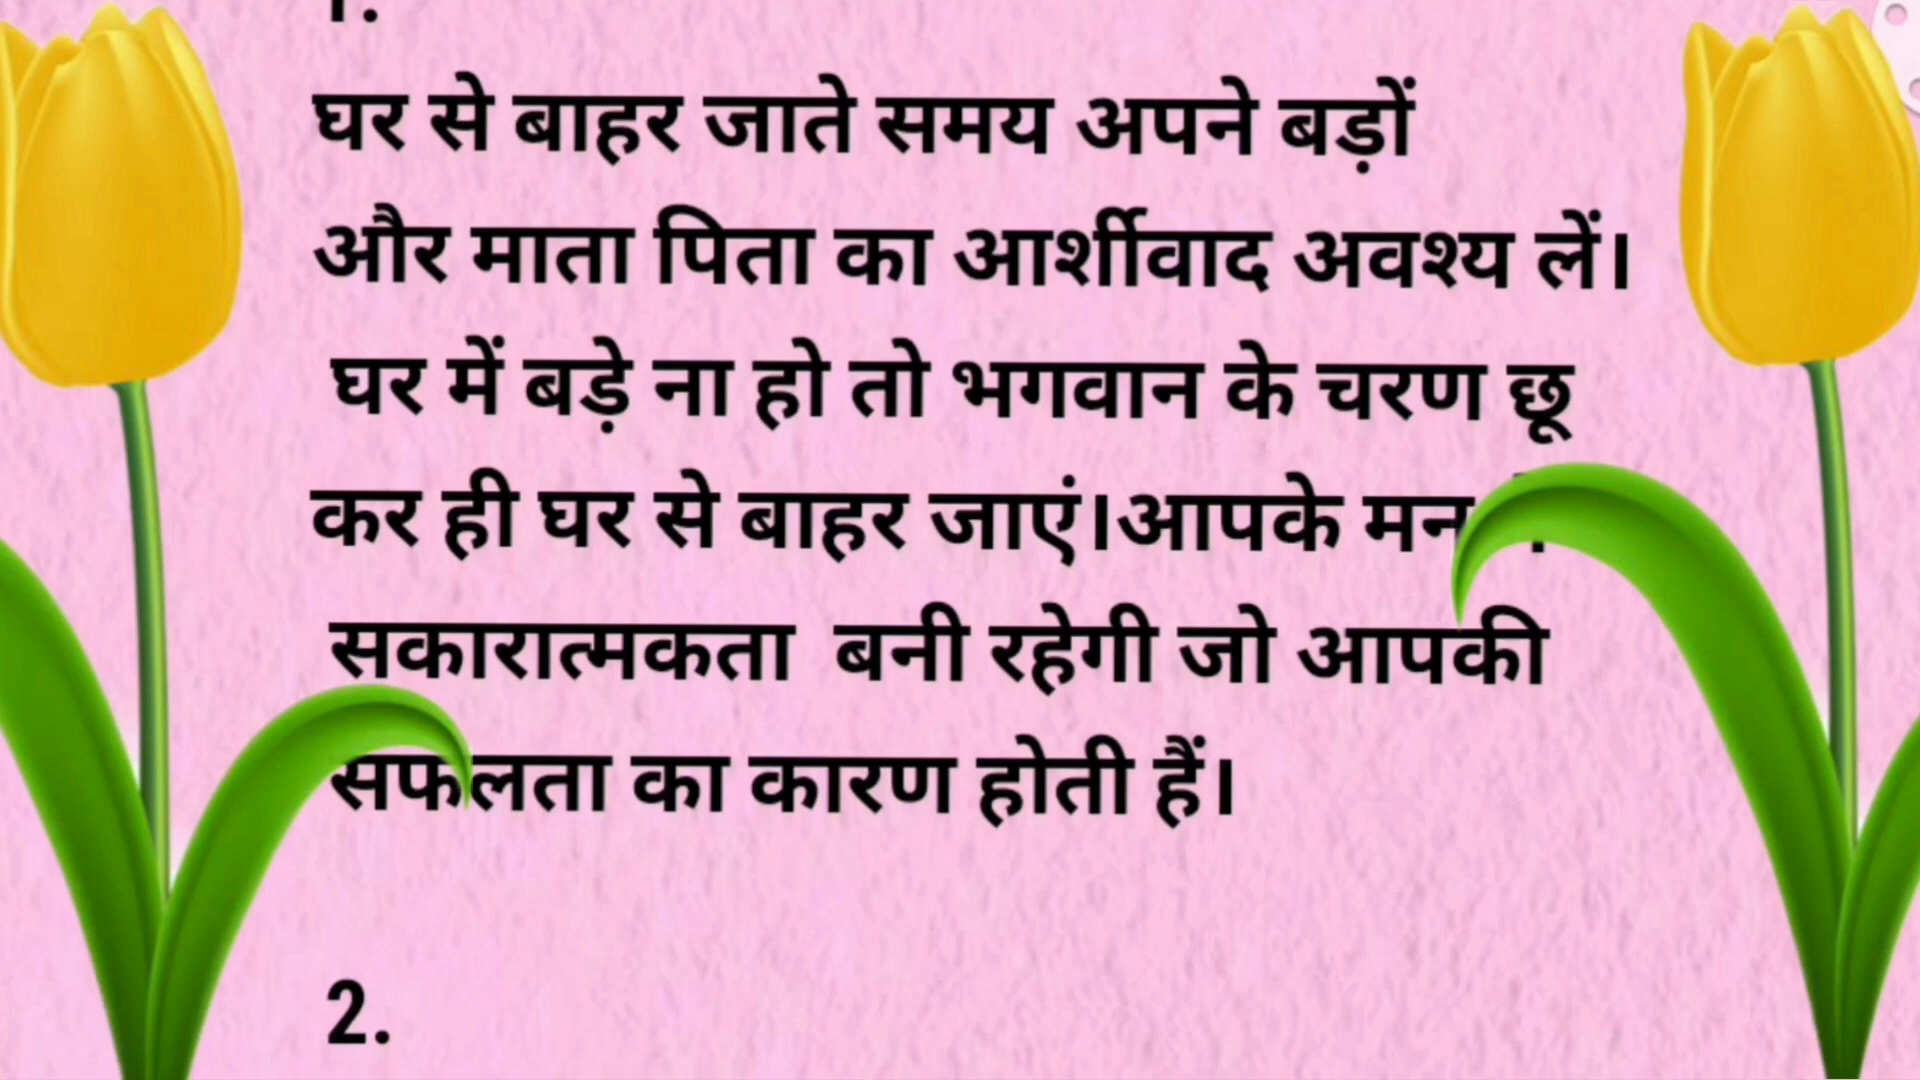 1.
घर से बाहर जाते समय अपने बड़ों
और माता पिता का आर्शीवाद अवश्य लें।
घर में बड़े ना हो तो भगवान के चरण छू
कर ही घर से बाहर जाएं।आपके मन
सकारात्मकता बनी रहेगी जो आपकी
सफलता का कारण होती हैं।
2.